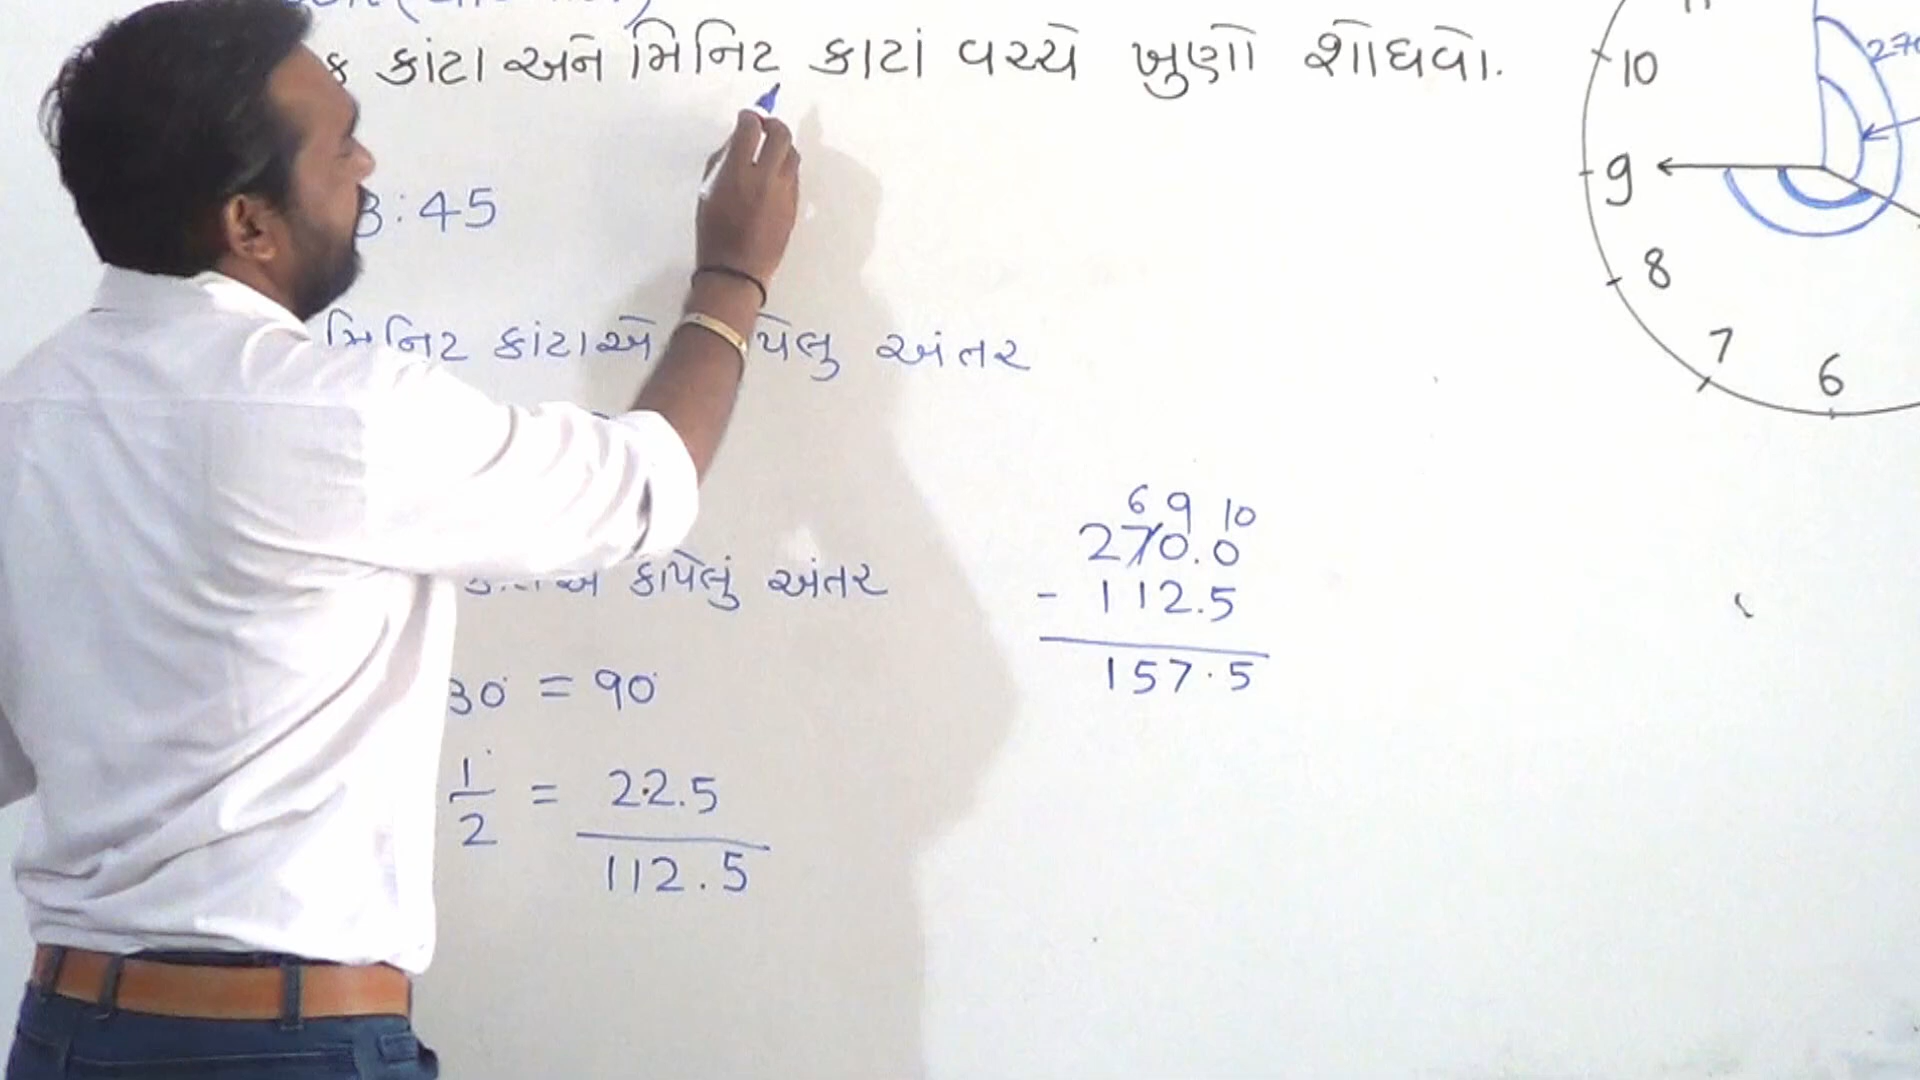 ક કાંટા અને મિનિટ કાટાં વચ્ચે ખુણો શોધવો.
3:45
મિનિટ કાંટાએ પેલુ અંતર
કાપેલું અંતર
30° = 90°
1/2 = 22.5
112.5
6 9 10
270.0
- 112.5
157.5
10
9
8
7
6